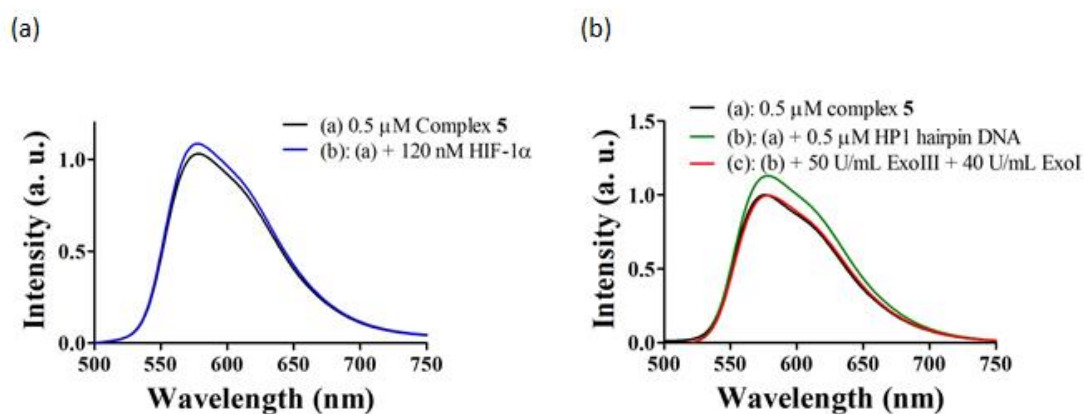 (a)
(a) 0.5 μM Complex 5
(b): (a) + 120 nM HIF-1α
Intensity (a. u.)
1.0
0.5
0.0
500 550 600 650 700 750
Wavelength (nm)
(b)
(a): 0.5 μM complex 5
(b): (a) + 0.5 μM HP1 hairpin DNA
(c): (b) + 50 U/mL ExoIII + 40 U/mL ExoI
Intensity (a. u.)
1.5
1.0
0.5
0.0
500 550 600 650 700 750
Wavelength (nm)